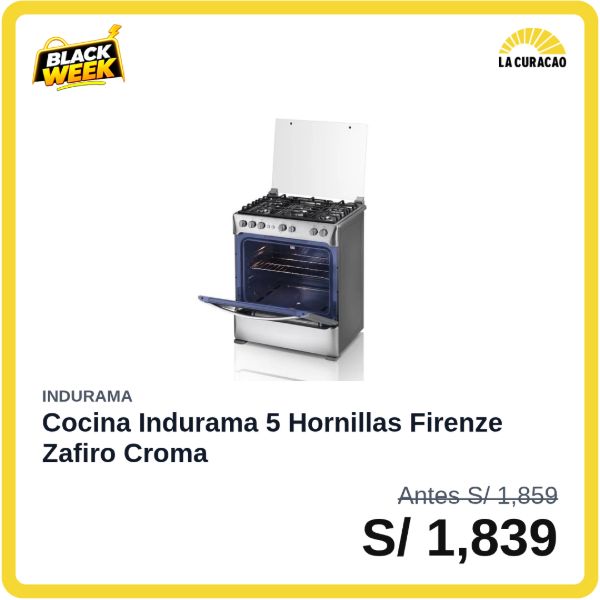 BLACK
WEEK
LA CURACAO
INDURAMA
Cocina Indurama 5 Hornillas Firenze
Zafiro Croma
Antes S/ 1,859
S/ 1,839